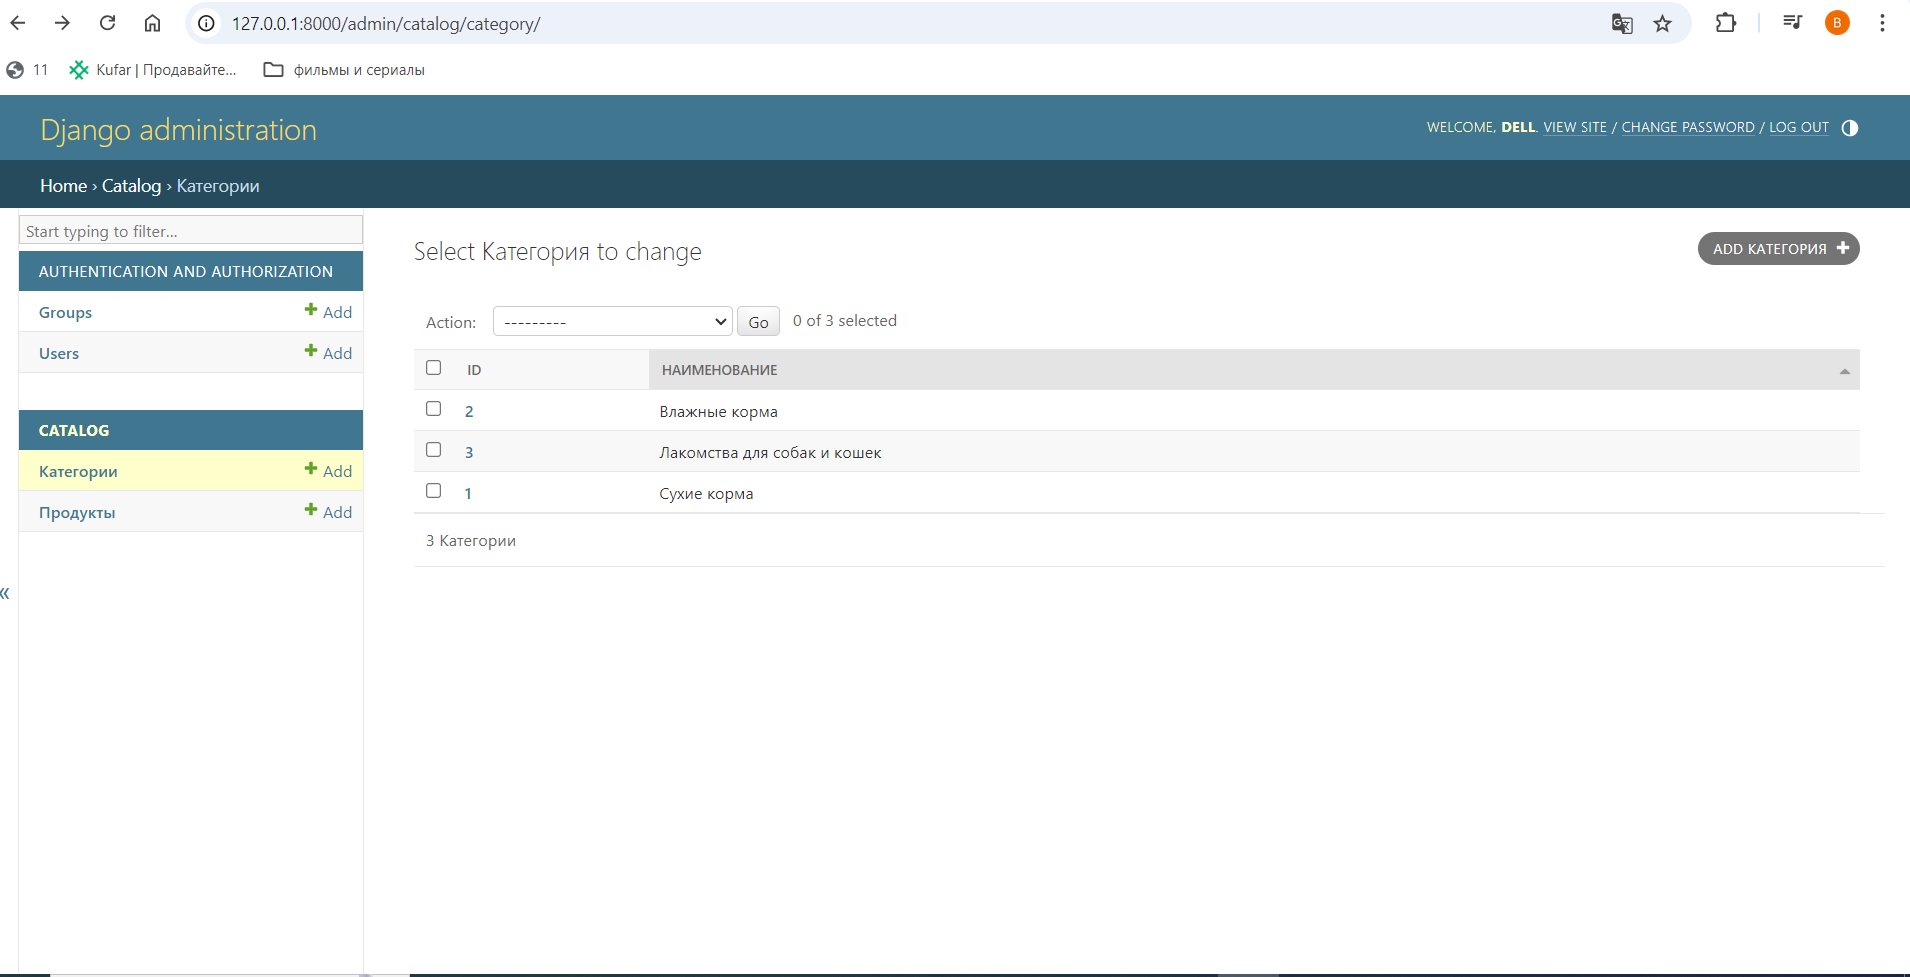 127.0.0.1:8000/admin/catalog/category/
B
11 Kufar | Продавайте... фильмы и сериалы
Django administration
WELCOME, DELL. VIEW SITE / CHANGE PASSWORD / LOG OUT
Home › Catalog › Категории
Start typing to filter...
AUTHENTICATION AND AUTHORIZATION
Groups Add
Users Add
CATALOG
Категории Add
Продукты Add
«
Select Категория to change
ADD КАТЕГОРИЯ
Action: --------- Go 0 of 3 selected
ID НАИМЕНОВАНИЕ
2 Влажные корма
3 Лакомства для собак и кошек
1 Сухие корма
3 Категории